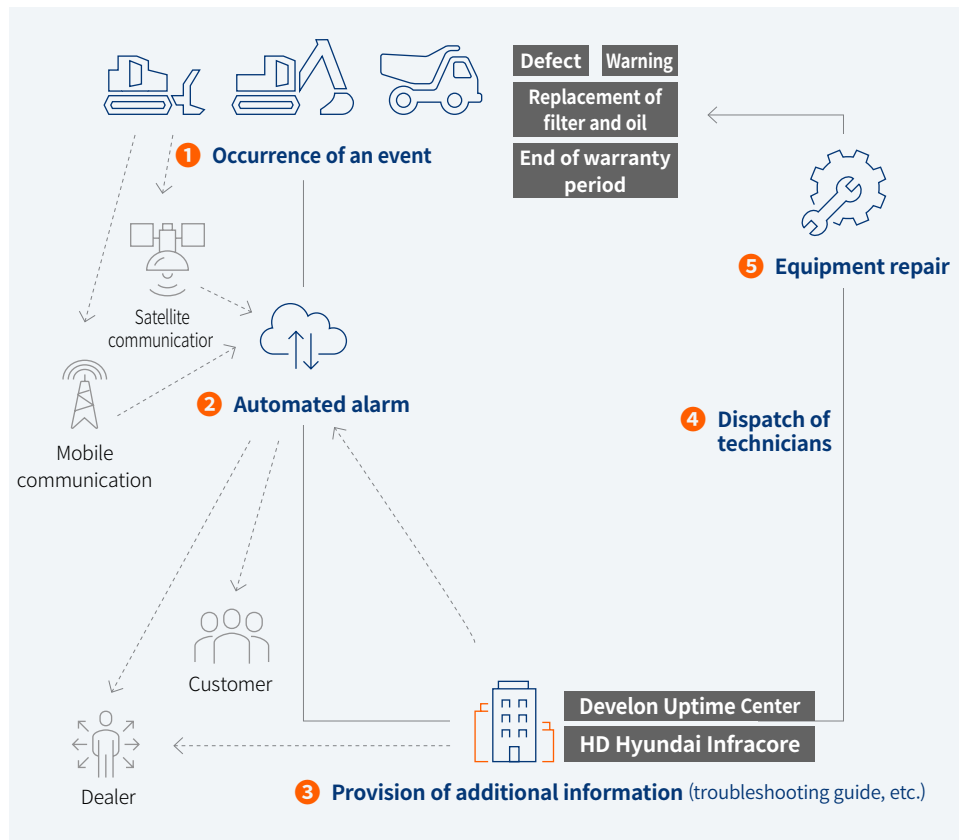 Defect
Warning
Replacement of
filter and oil
End of warranty
period
1 Occurrence of an event
Satellite
communicatior
Mobile
communication
2 Automated alarm
5 Equipment repair
4 Dispatch of
technicians
Customer
Dealer
Develon Uptime Center
HD Hyundai Infracore
3 Provision of additional information (troubleshooting guide, etc.)